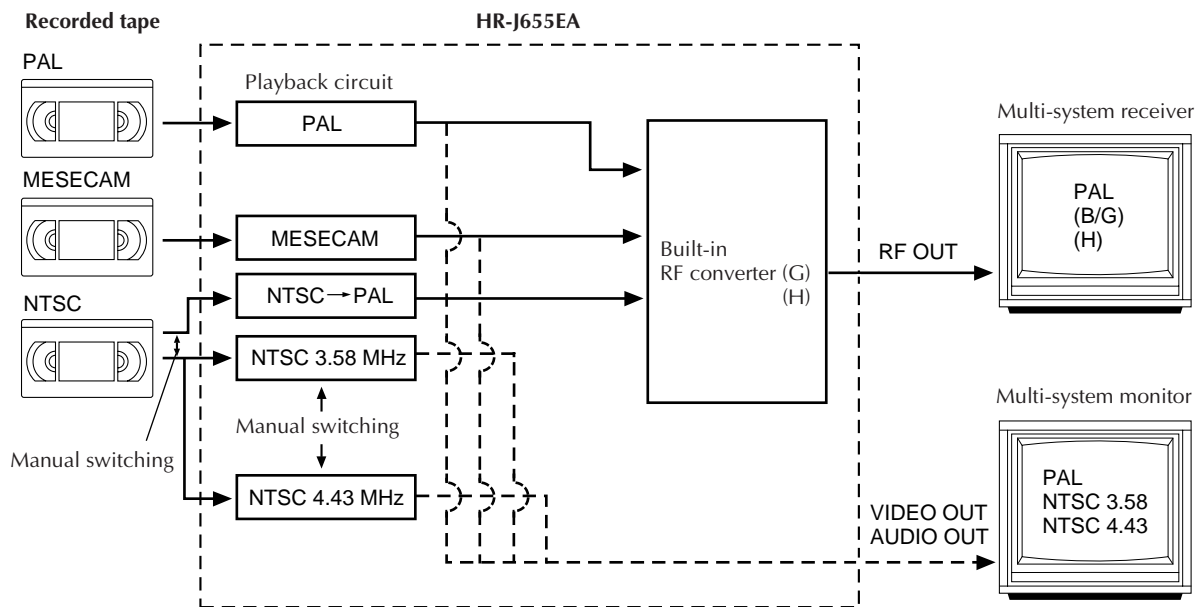 Recorded tape
HR-J655EA
PAL
Playback circuit
PAL
MESECAM
MESECAM
NTSC→PAL
NTSC
NTSC 3.58 MHz
Manual switching
Manual switching
NTSC 4.43 MHz
Built-in
RF converter (G)
(H)
RF OUT
Multi-system receiver
PAL
(B/G)
(H)
VIDEO OUT
AUDIO OUT
Multi-system monitor
PAL
NTSC 3.58
NTSC 4.43